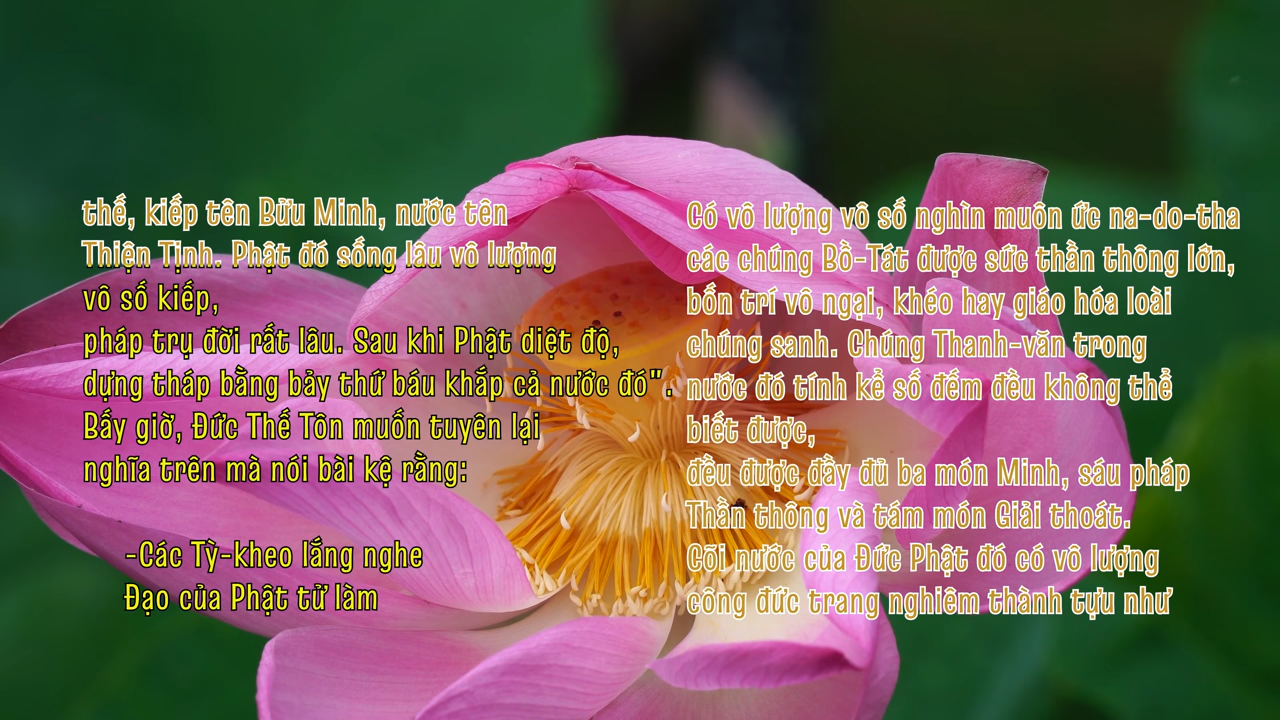 thế, kiếp tên Bửu Minh, nước tên
Thiện Tịnh. Phật đó sống lâu vô lượng
vô số kiếp,
pháp trụ đời rất lâu. Sau khi Phật diệt độ,
dựng tháp bằng bảy thứ báu khắp cả nước đó".
Bấy giờ, Đức Thế Tôn muốn tuyên lại
nghĩa trên mà nói bài kệ rằng:
-Các Tỳ-kheo lắng nghe
Đạo của Phật tử làm
Có vô lượng vô số nghìn muôn ức na-do-tha
các chúng Bồ-Tát được sức thần thông lớn,
bốn trí vô ngại, khéo hay giáo hóa loài
chúng sanh. Chúng Thanh-văn trong
nước đó tính kể số đếm đều không thể
biết được,
đều được đầy đủ ba món Minh, sáu pháp
Thần thông và tám món Giải thoát.
Cõi nước của Đức Phật đó có vô lượng
công đức trang nghiêm thành tựu như